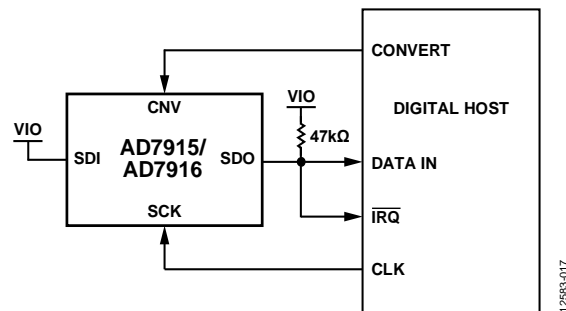 CONVERT
CNV
VIO
VIO
DIGITAL HOST
47kΩ
AD7915/
AD7916
SDI
SDO
DATA IN
IRQ
SCK
CLK
12583-017